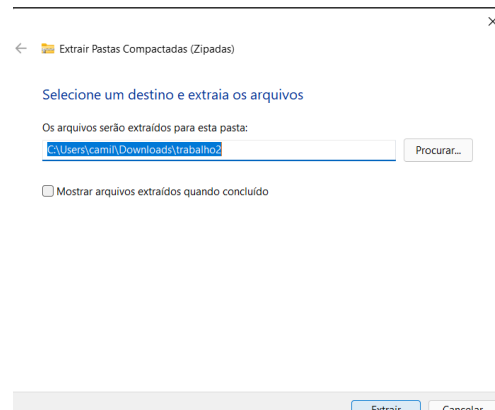 Extrair Pastas Compactadas (Zipadas)
Selecione um destino e extraia os arquivos
Os arquivos serão extraídos para esta pasta:
C:\Users\camil\Downloads\trabalho2
Procurar...
Mostrar arquivos extraídos quando concluído
Extrair Cancelar